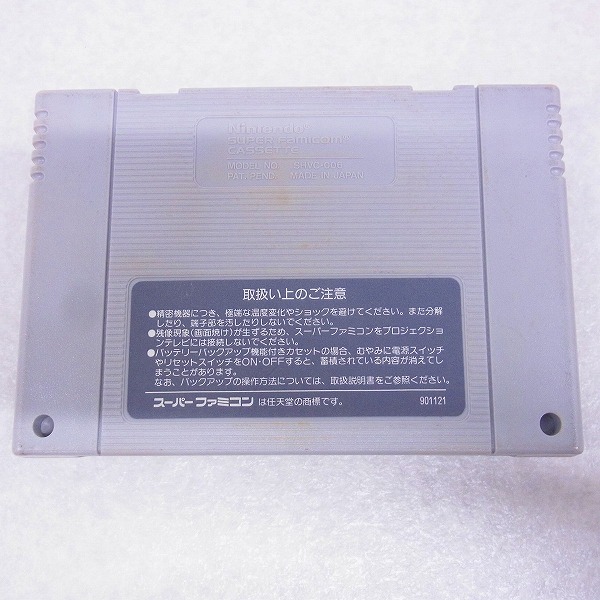 Nintendo
SUPER Famicom
CASSETTE
MODEL NO. SHVC-006
PAT. PEND. MADE IN JAPAN
取扱い上のご注意
●精密機器につき、極端な温度変化やショックを避けてください。また分解
したり、端子部を汚したりしないでください。
●残像現象(画面焼け)が生ずるため、スーパーファミコンをプロジェクショ
ンテレビには接続しないでください。
●バッテリーバックアップ機能付きカセットの場合、むやみに電源スイッチ
やリセットスイッチをON・OFFすると、蓄積されている内容が消えてし
まうことがあります。
なお、バックアップの操作方法については、取扱説明書をご参照ください。
スーパーファミコン は任天堂の商標です。 901121